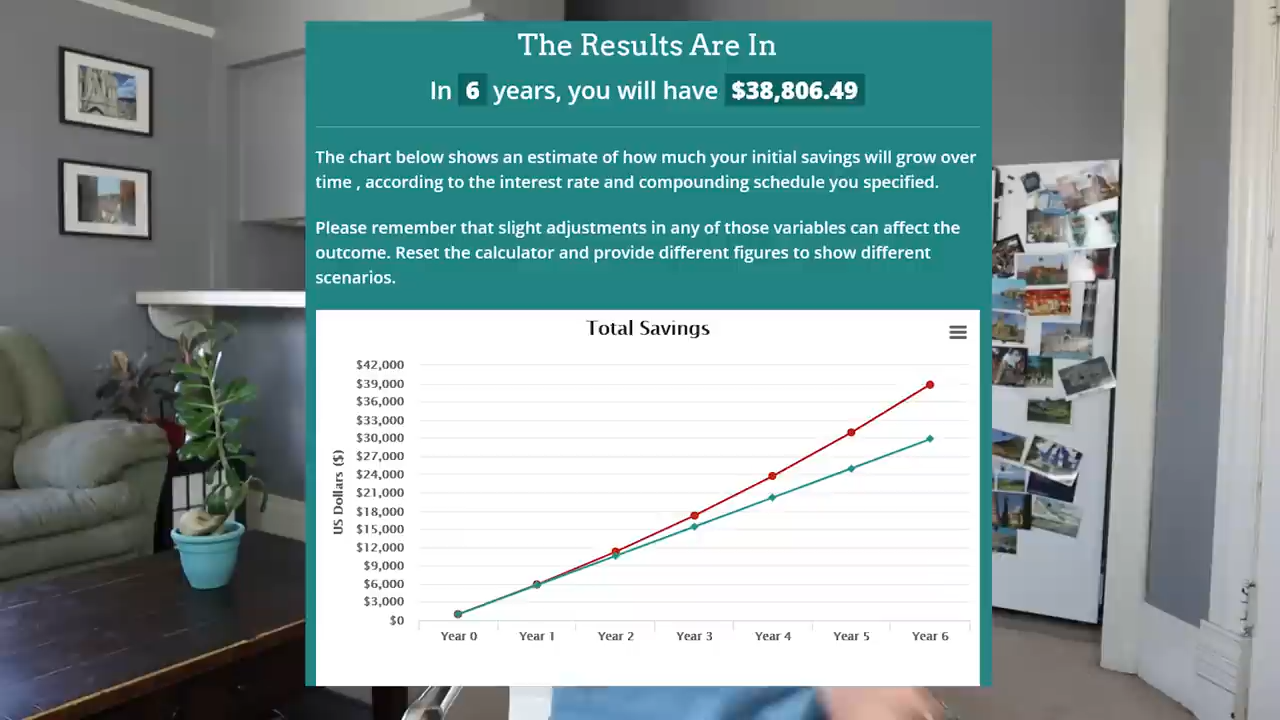 The Results Are In
In 6 years, you will have $38,806.49
The chart below shows an estimate of how much your initial savings will grow over
time , according to the interest rate and compounding schedule you specified.
Please remember that slight adjustments in any of those variables can affect the
outcome. Reset the calculator and provide different figures to show different
scenarios.
Total Savings
US Dollars ($)
$42,000
$39,000
$36,000
$33,000
$30,000
$27,000
$24,000
$21,000
$18,000
$15,000
$12,000
$9,000
$6,000
$3,000
$0
Year 0 Year 1 Year 2 Year 3 Year 4 Year 5 Year 6